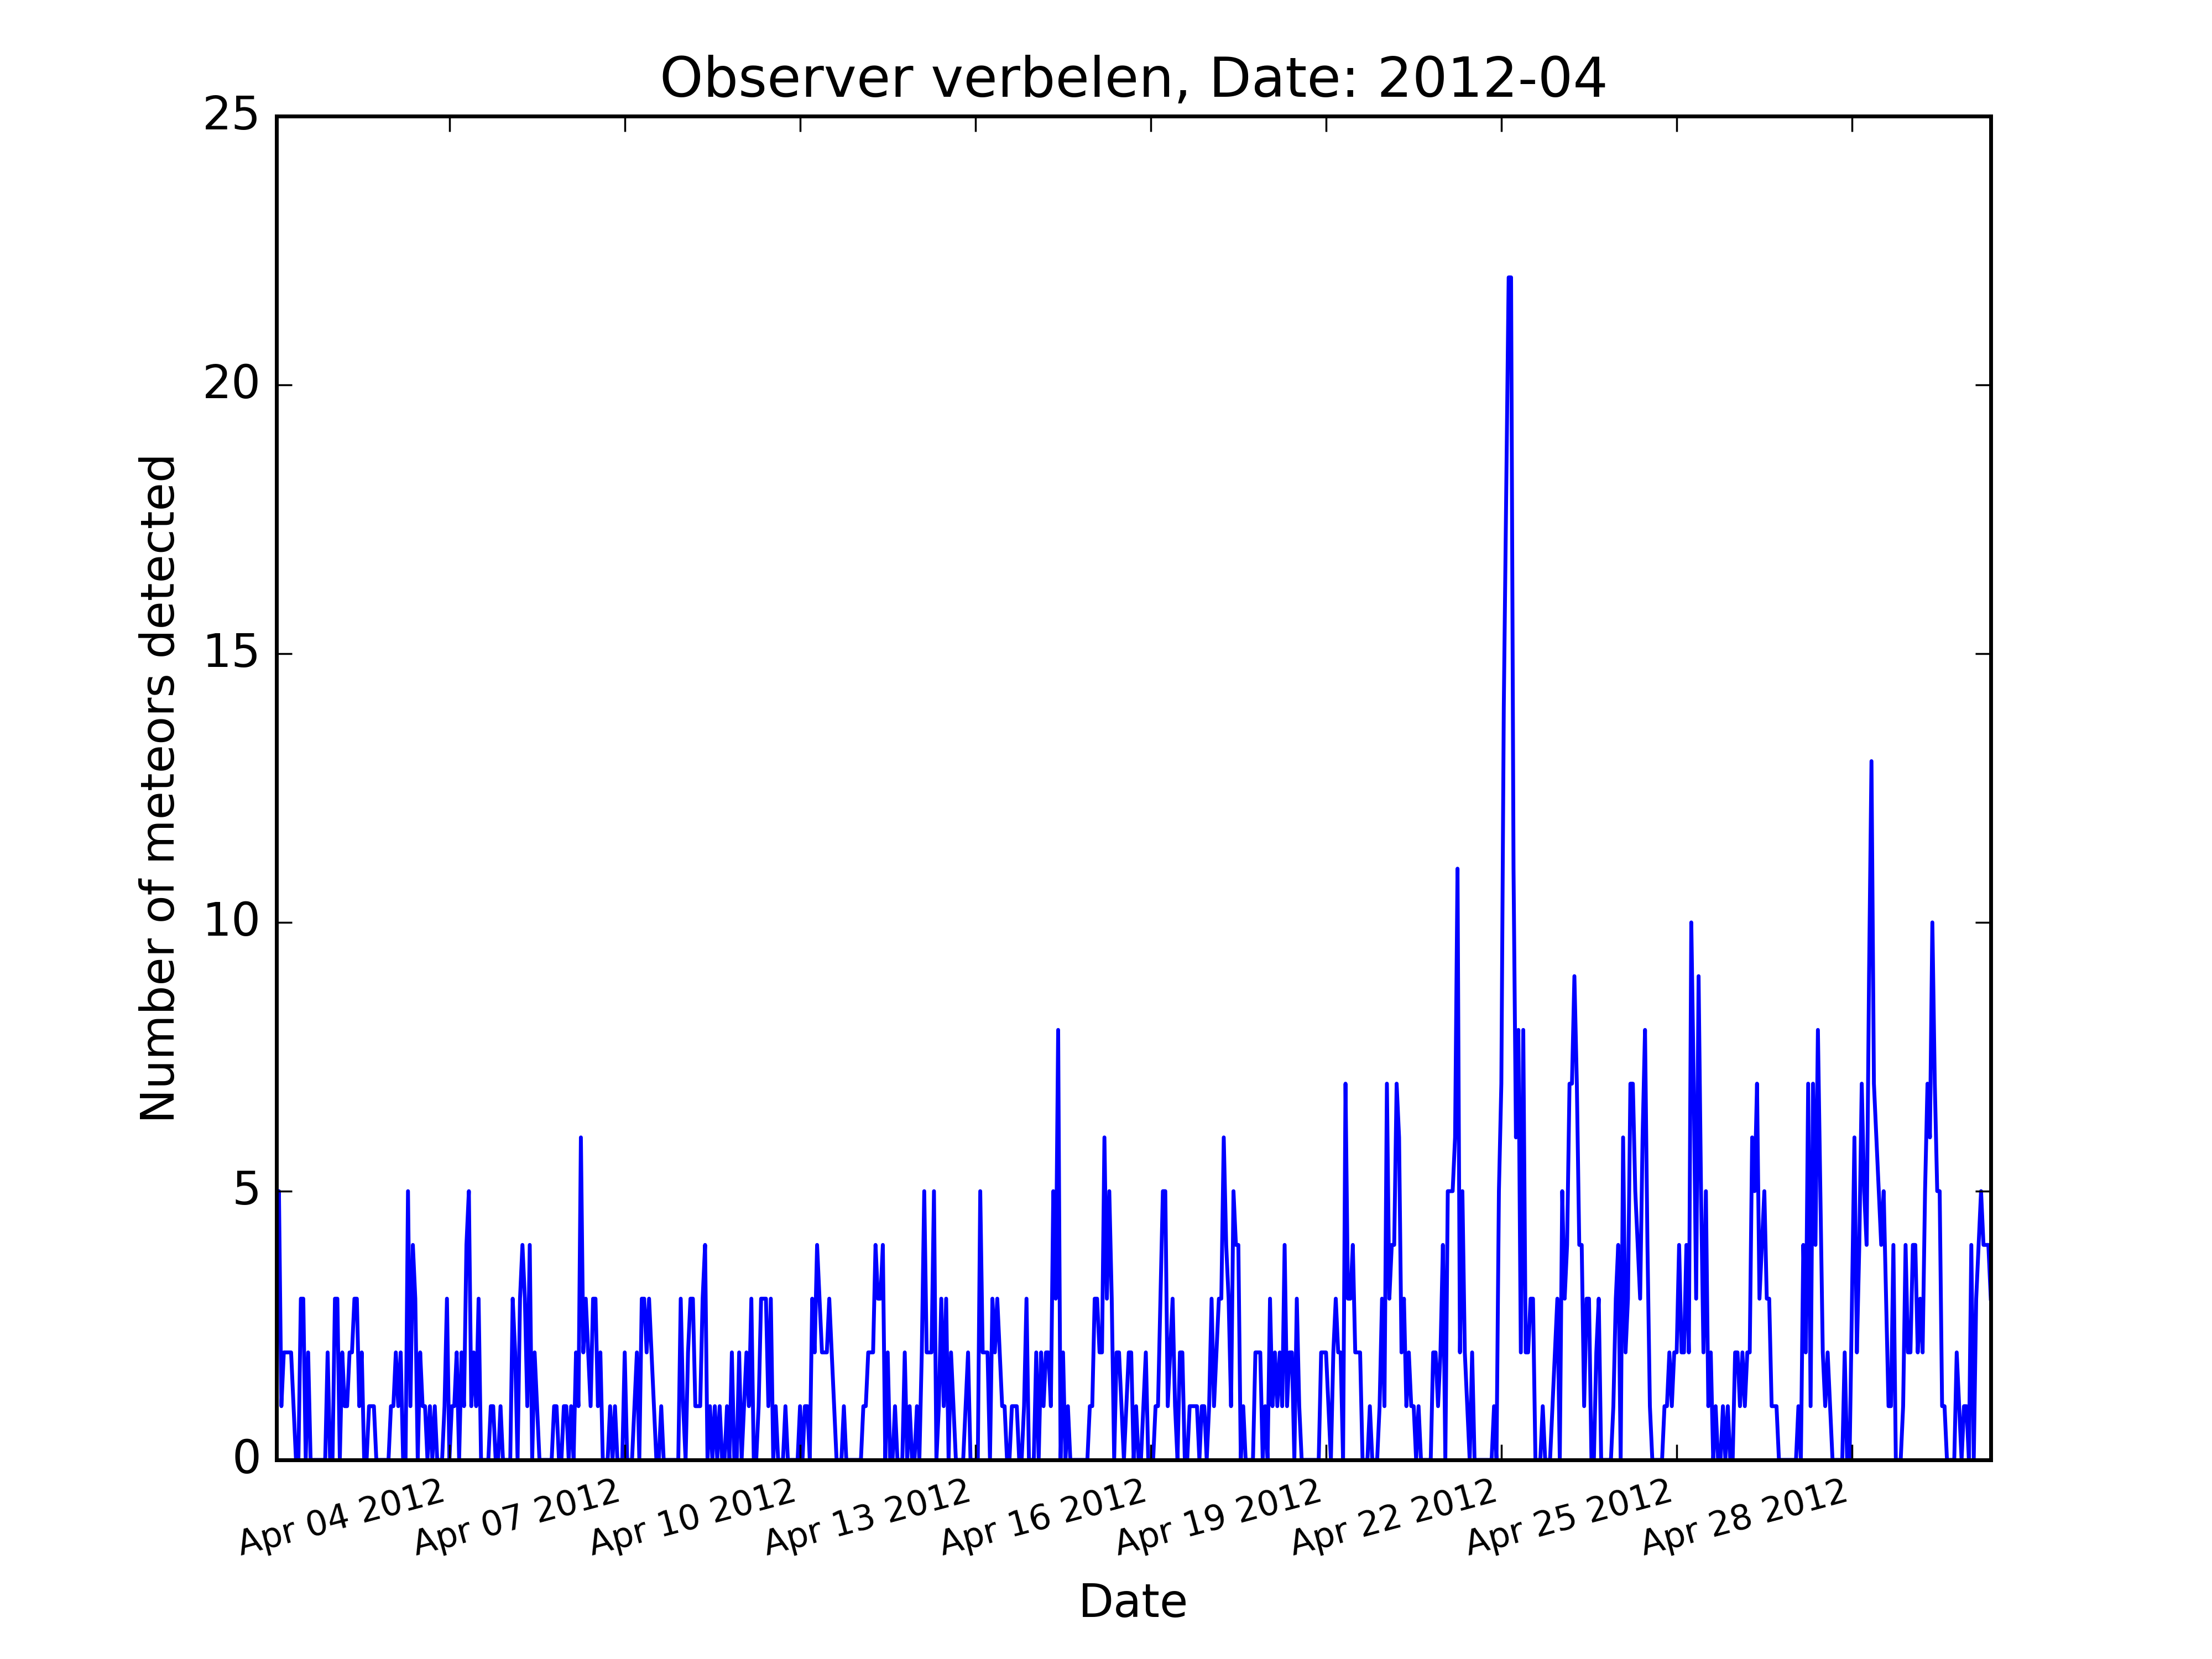 Observer verbelen, Date: 2012-04
Number of meteors detected
25
20
15
10
5
0
Apr 04 2012
Apr 07 2012
Apr 10 2012
Apr 13 2012
Apr 16 2012
Apr 19 2012
Apr 22 2012
Apr 25 2012
Apr 28 2012
Date